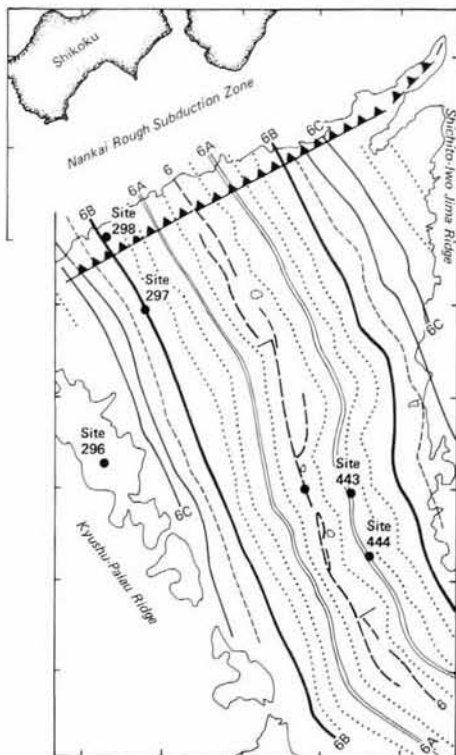 Shikoku
Nankai Rough Subduction Zone
Shichito-Iwo Jima Ridge
6C
6B
6A
6
6A
6B
Site
298
Site
297
6C
Site
296
6C
Site
443
Site
444
Kyushu-Palau Ridge
6
6B
6A